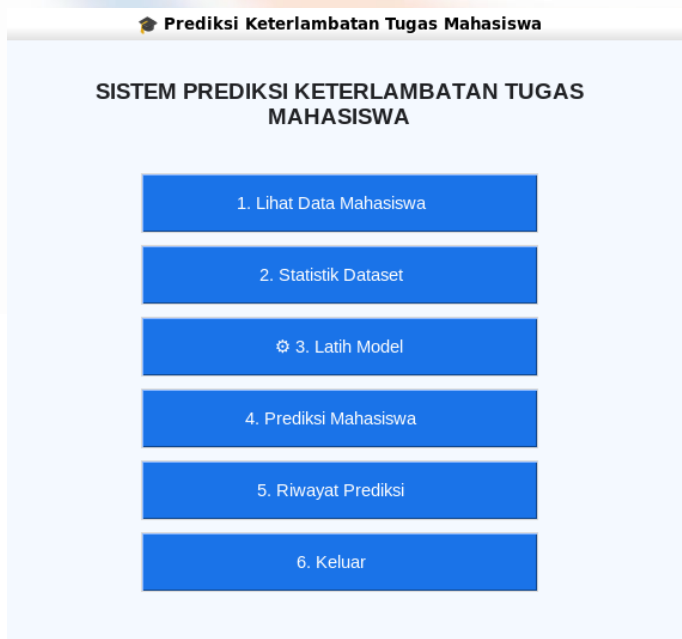 🎓 Prediksi Keterlambatan Tugas Mahasiswa
SISTEM PREDIKSI KETERLAMBATAN TUGAS
MAHASISWA
1. Lihat Data Mahasiswa
2. Statistik Dataset
⚙ 3. Latih Model
4. Prediksi Mahasiswa
5. Riwayat Prediksi
6. Keluar